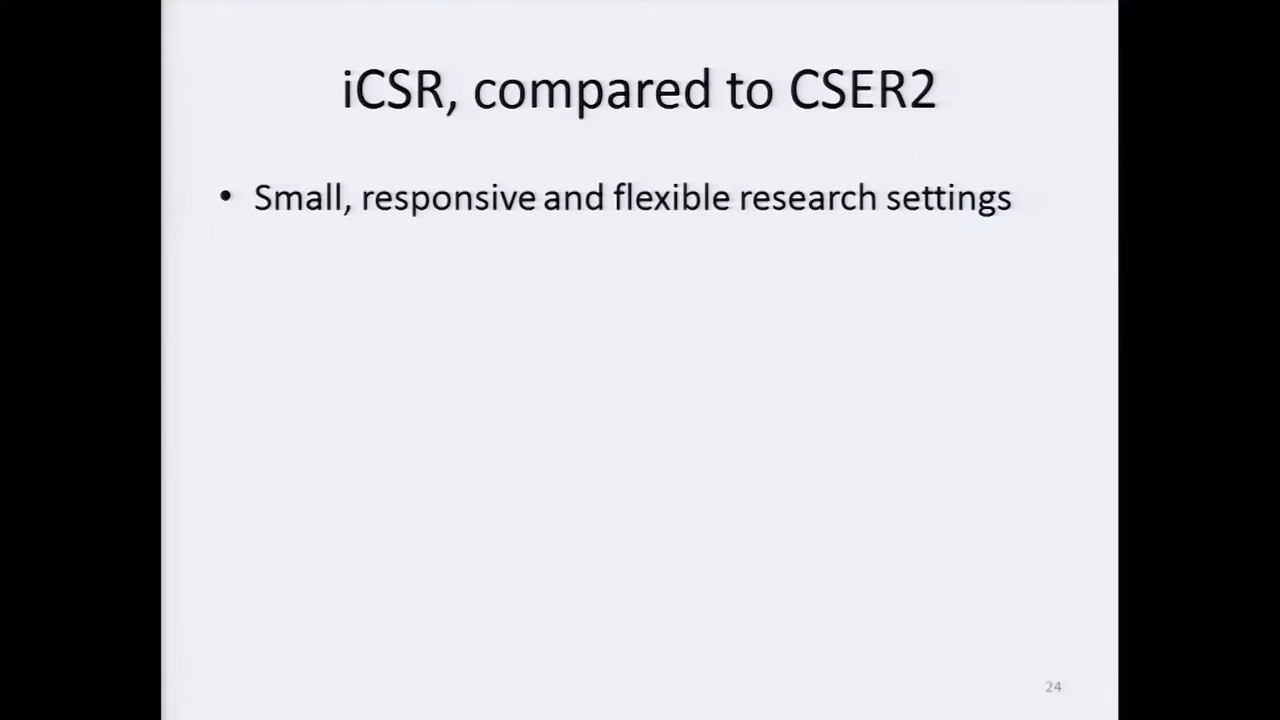 iCSR, compared to CSER2
• Small, responsive and flexible research settings
24